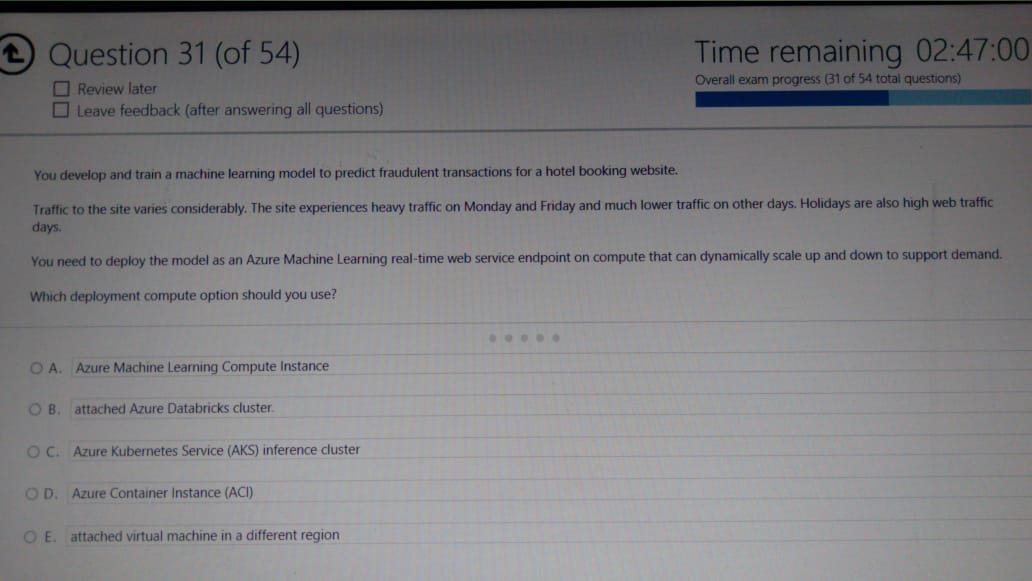 Question 31 (of 54)
Time remaining 02:47:00
Review later
Overall exam progress (31 of 54 total questions)
Leave feedback (after answering all questions)
You develop and train a machine learning model to predict fraudulent transactions for a hotel booking website.
Traffic to the site varies considerably. The site experiences heavy traffic on Monday and Friday and much lower traffic on other days. Holidays are also high web traffic
days.
You need to deploy the model as an Azure Machine Learning real-time web service endpoint on compute that can dynamically scale up and down to support demand.
Which deployment compute option should you use?
A. Azure Machine Learning Compute Instance
B. attached Azure Databricks cluster.
C. Azure Kubernetes Service (AKS) inference cluster
D. Azure Container Instance (ACI)
E. attached virtual machine in a different region